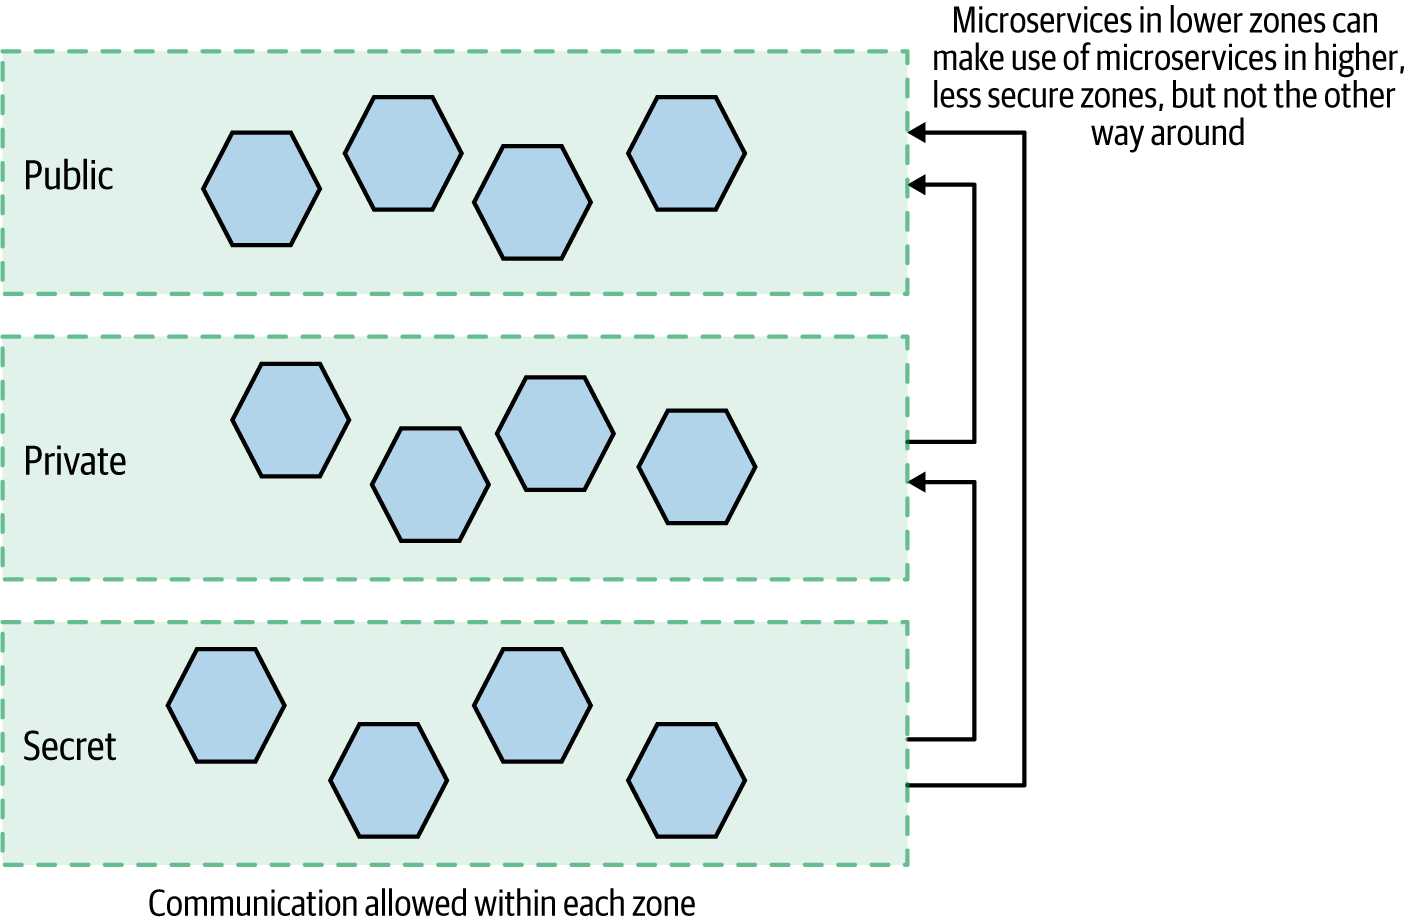 Microservices in lower zones can
make use of microservices in higher,
less secure zones, but not the other
way around
Public
Private
Secret
Communication allowed within each zone